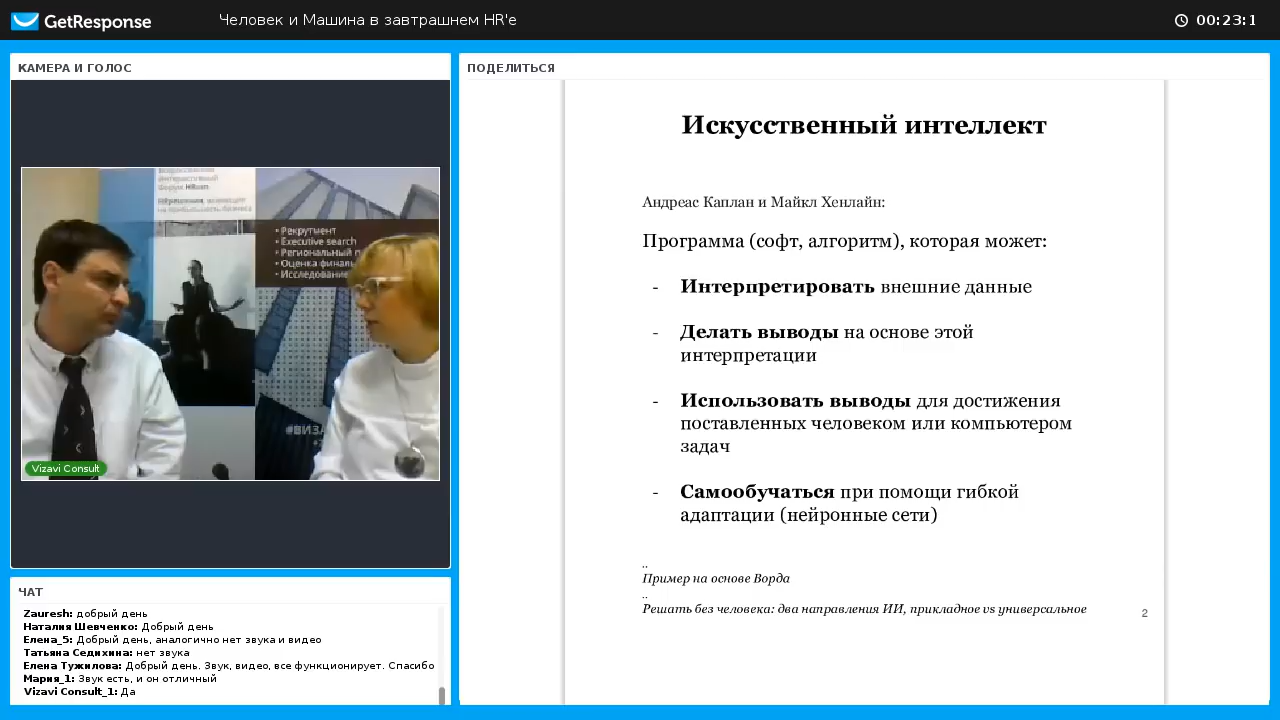 GetResponse
Человек и Машина в завтрашнем HR'е
00:23:1
КАМЕРА И ГОЛОС
Форум HRизм
• Рекрутмент
• Executive search
• Региональный
• Оценка
• Исследование
Vizavi Consult
ЧАТ
Zauresh: добрый день
Наталия Шевченко: Добрый день
Елена_5: Добрый день, аналогично нет звука и видео
Татьяна Седихина: нет звука
Елена Тужилова: Добрый день. Звук, видео, все функционирует. Спасибо
Мария_1: Звук есть, и он отличный
Vizavi Consult_1: Да
ПОДЕЛИТЬСЯ
Искусственный интеллект
Андреас Каплан и Майкл Хенлайн:
Программа (софт, алгоритм), которая может:
- Интерпретировать внешние данные
- Делать выводы на основе этой
интерпретации
- Использовать выводы для достижения
поставленных человеком или компьютером
задач
- Самообучаться при помощи гибкой
адаптации (нейронные сети)
..
Пример на основе Ворда
..
Решать без человека: два направления ИИ, прикладное vs универсальное
2